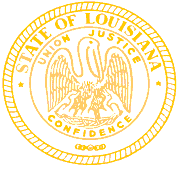 STATE OF LOUISIANA
UNION JUSTICE
CONFIDENCE